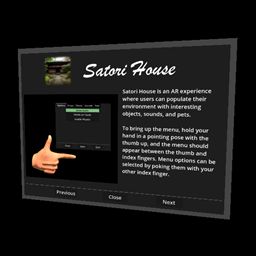 Satori House
Satori House is an AR experience
where users can populate their
environment with interesting
objects, sounds, and pets.
To bring up the menu, hold your
hand in a pointing pose with the
thumb up, and the menu should
appear between the thumb and
index fingers. Menu options can be
selected by poking them with your
other index finger.
Previous
Close
Next